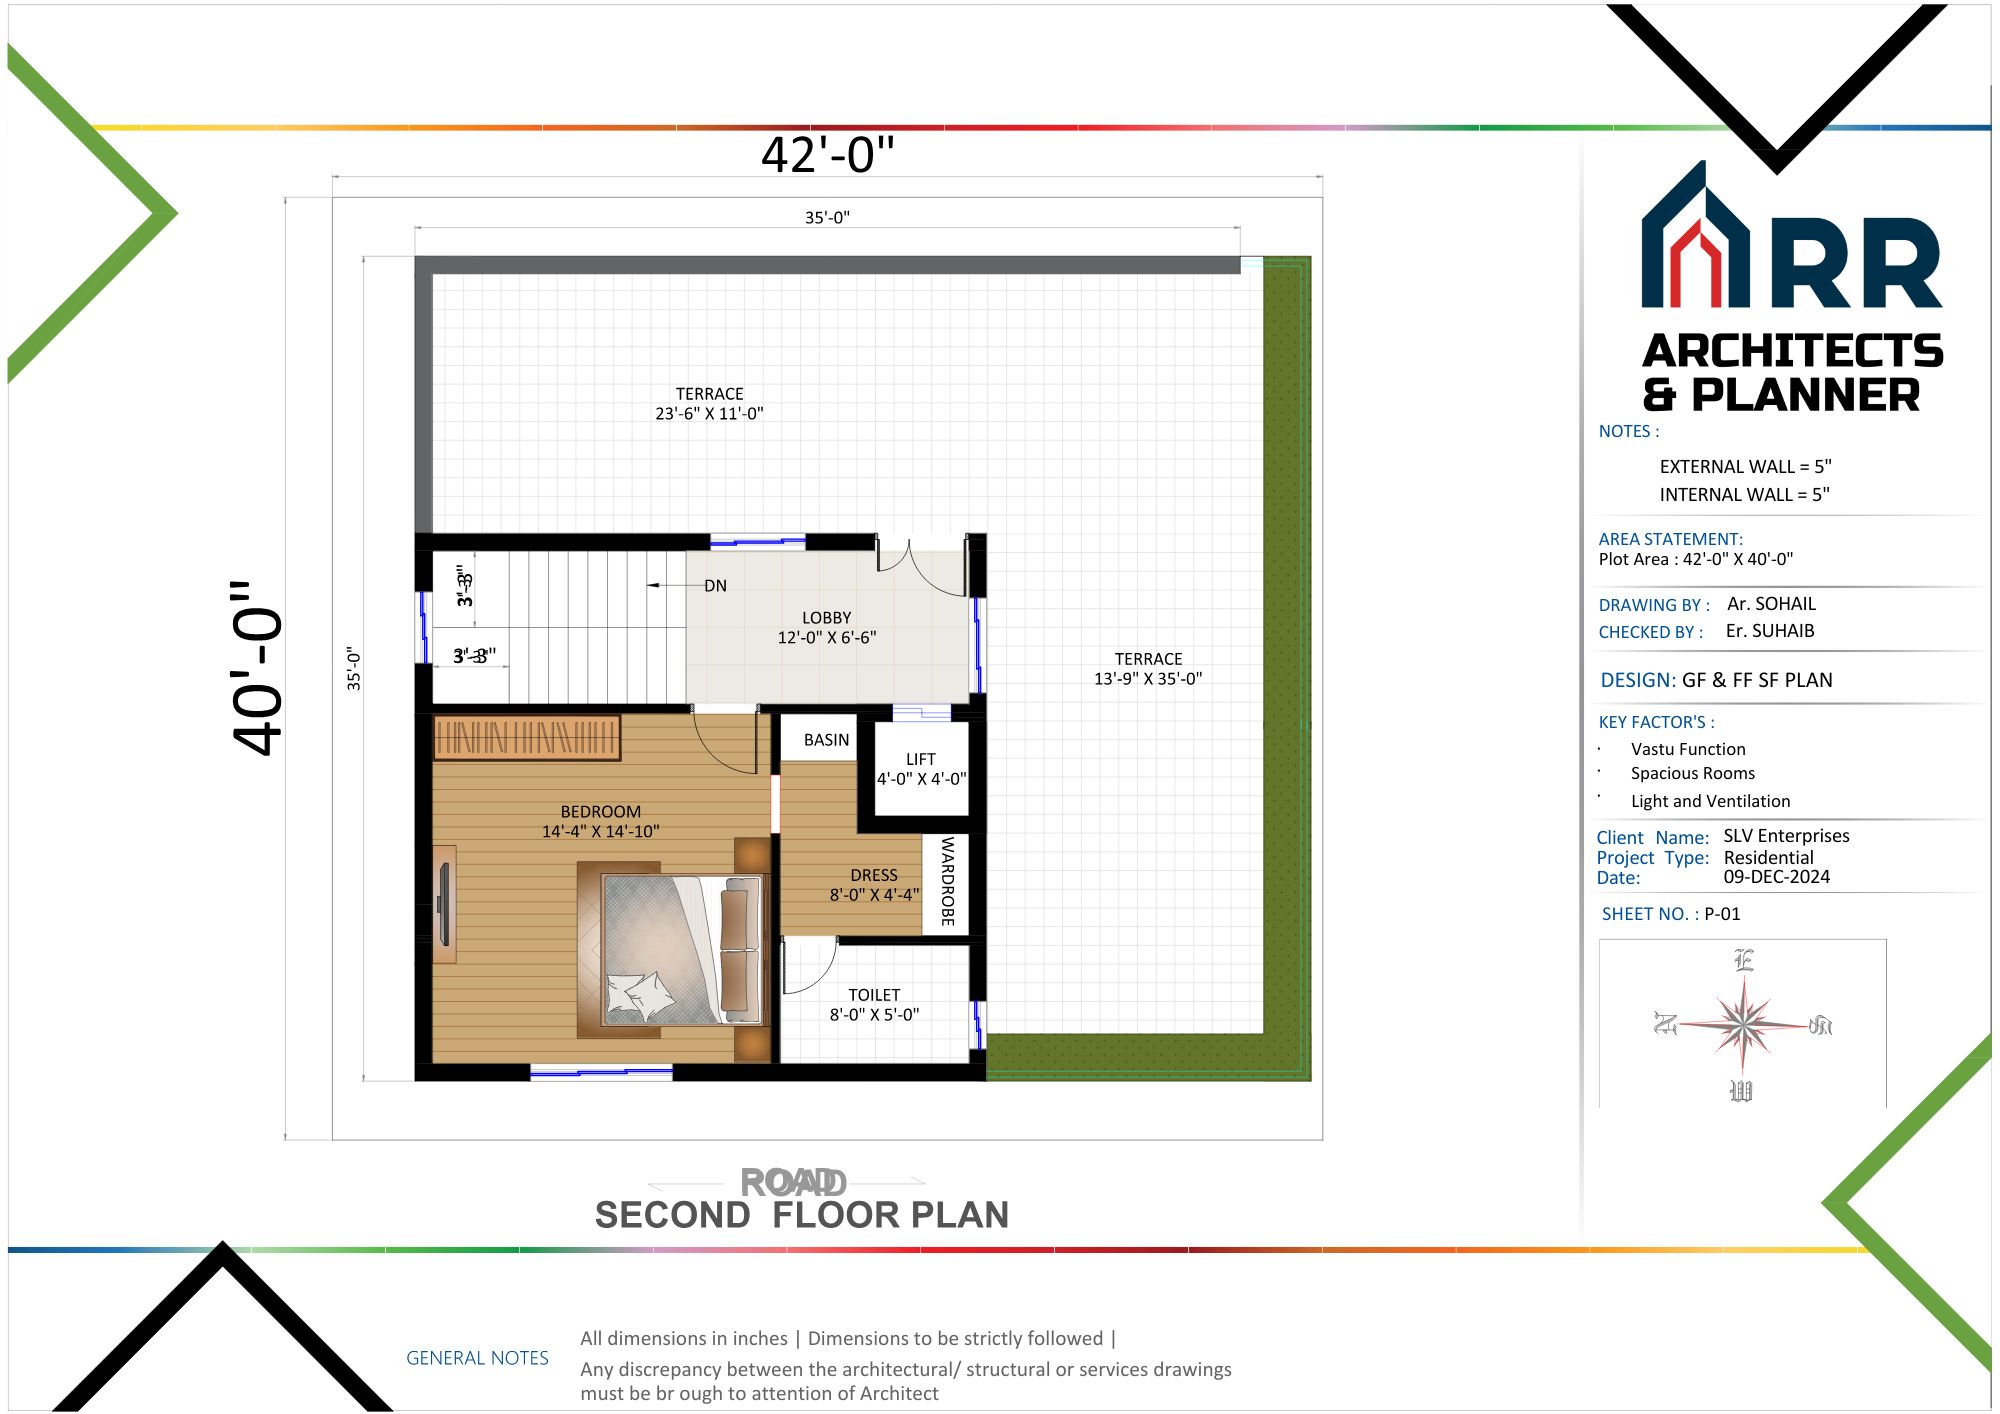 42'-0"
35'-0"
40'-0"
35'-0"
TERRACE
23'-6" X 11'-0"
3'-3"
DN
LOBBY
12'-0" X 6'-6"
3'-3"
TERRACE
13'-9" X 35'-0"
BASIN
LIFT
4'-0" X 4'-0"
BEDROOM
14'-4" X 14'-10"
WARDROBE
DRESS
8'-0" X 4'-4"
TOILET
8'-0" X 5'-0"
ROAD
SECOND FLOOR PLAN
ARR
ARCHITECTS
& PLANNER
NOTES :
EXTERNAL WALL = 5"
INTERNAL WALL = 5"
AREA STATEMENT:
Plot Area : 42'-0" X 40'-0"
DRAWING BY : Ar. SOHAIL
CHECKED BY : Er. SUHAIB
DESIGN: GF & FF SF PLAN
KEY FACTOR'S :
· Vastu Function
· Spacious Rooms
· Light and Ventilation
Client Name: SLV Enterprises
Project Type: Residential
Date: 09-DEC-2024
SHEET NO. : P-01
E
N
S
W
GENERAL NOTES
All dimensions in inches | Dimensions to be strictly followed |
Any discrepancy between the architectural/ structural or services drawings
must be br ough to attention of Architect